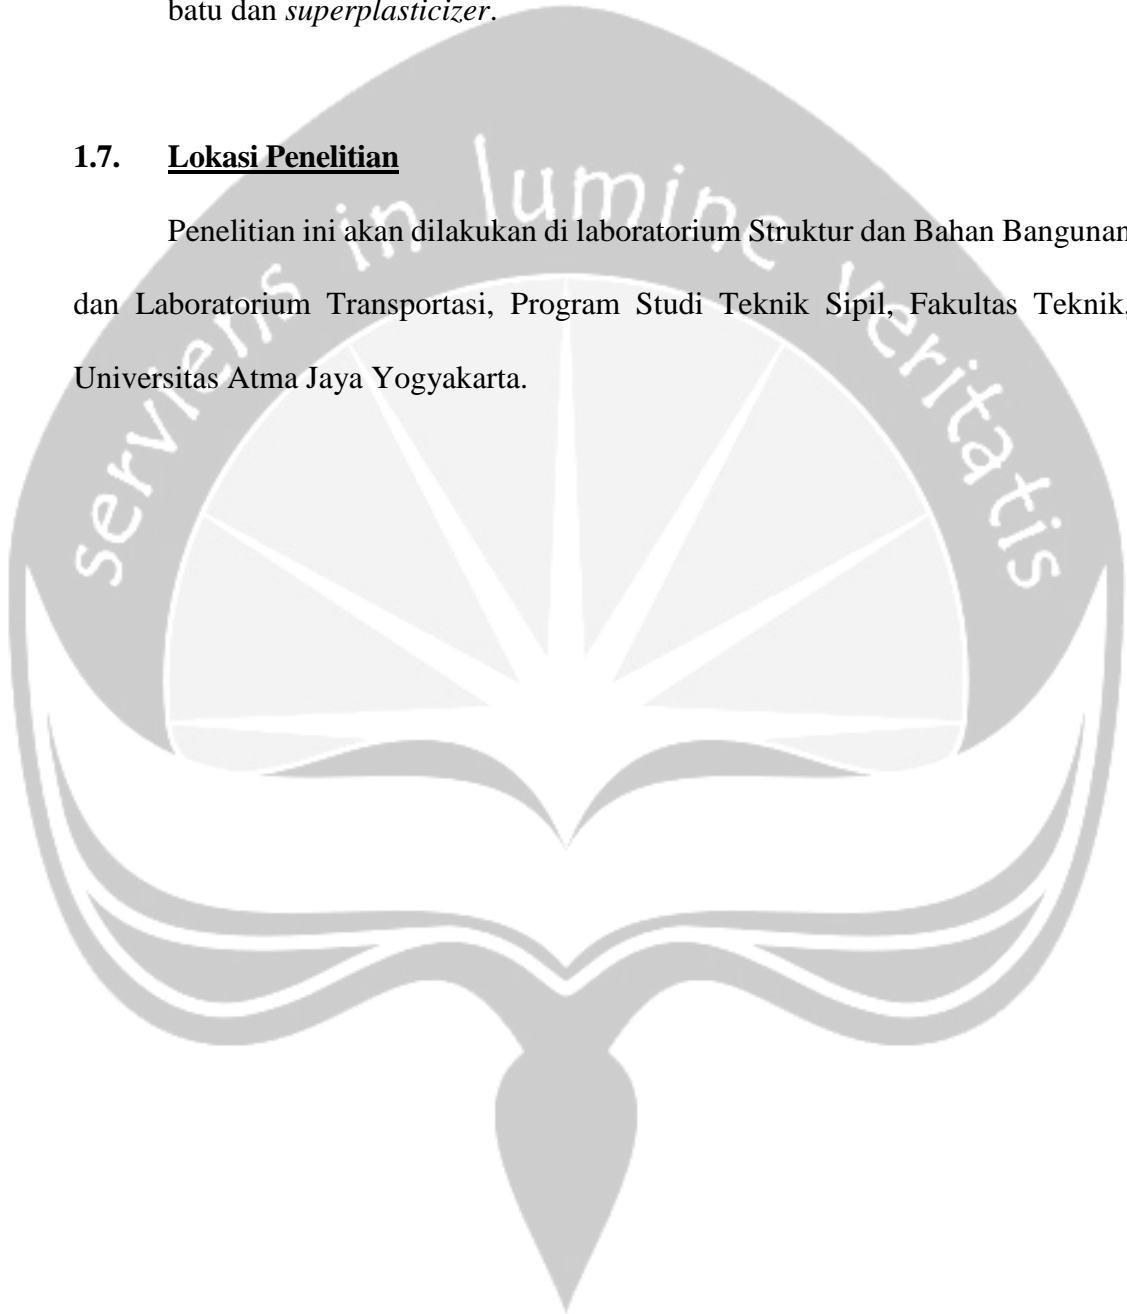 batu dan superplasticizer.
1.7. Lokasi Penelitian
Penelitian ini akan dilakukan di laboratorium Struktur dan Bahan Bangunan
dan Laboratorium Transportasi, Program Studi Teknik Sipil, Fakultas Teknik,
Universitas Atma Jaya Yogyakarta.
serviens in lumine veritatis